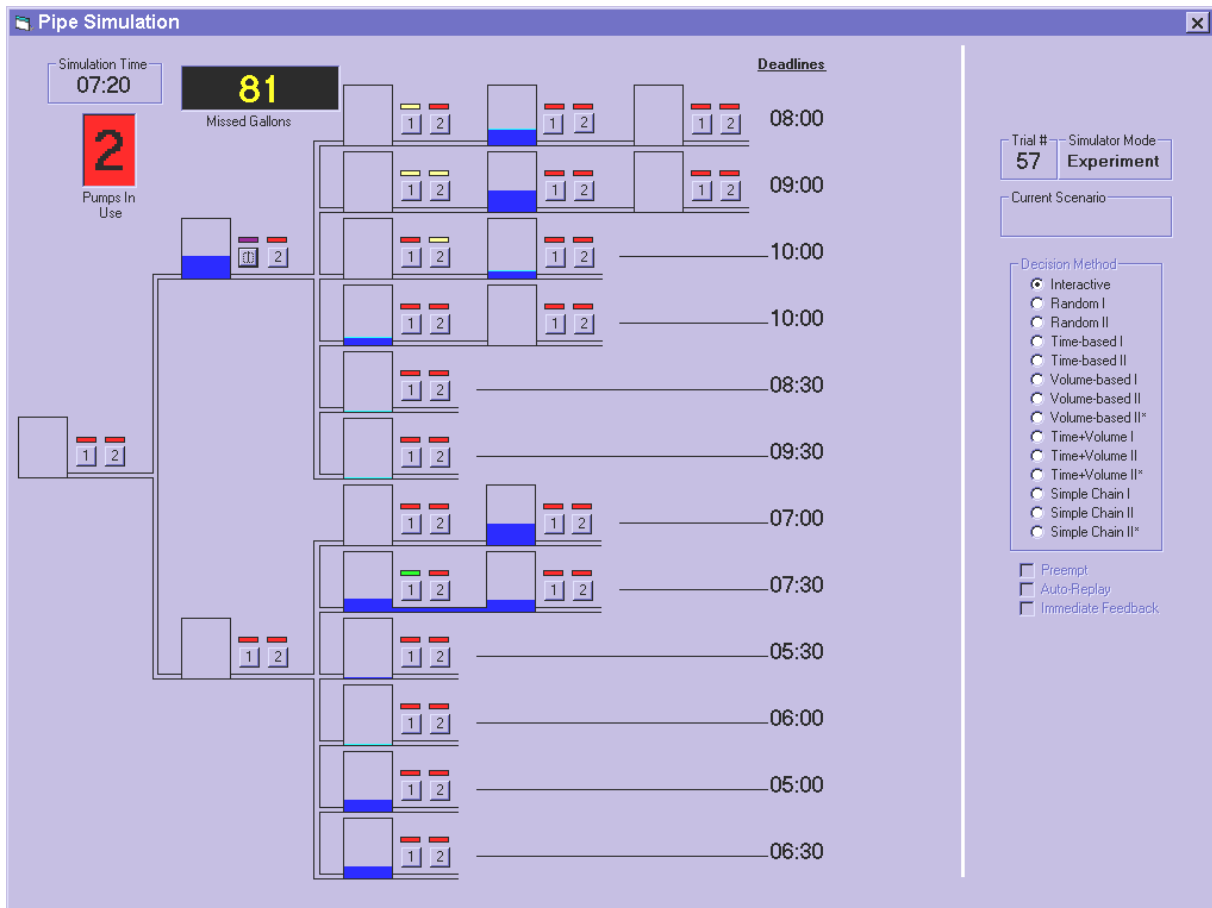 Pipe Simulation
Simulation Time
07:20
81
Missed Gallons
2
Pumps In
Use
Deadlines
1 2 1 2 1 2 08:00
1 2 1 2 1 2 09:00
1 2
1 2 1 2 10:00
1 2 1 2 10:00
1 2 08:30
1 2 09:30
1 2
1 2 1 2 07:00
1 2 1 2 07:30
1 2
1 2 05:30
1 2 06:00
1 2 05:00
1 2 06:30
Trial #
57
Simulator Mode
Experiment
Current Scenario
Decision Method
Interactive
Random I
Random II
Time-based I
Time-based II
Volume-based I
Volume-based II
Volume-based II*
Time+Volume I
Time+Volume II
Time+Volume II*
Simple Chain I
Simple Chain II
Simple Chain II*
Preempt
Auto-Replay
Immediate Feedback